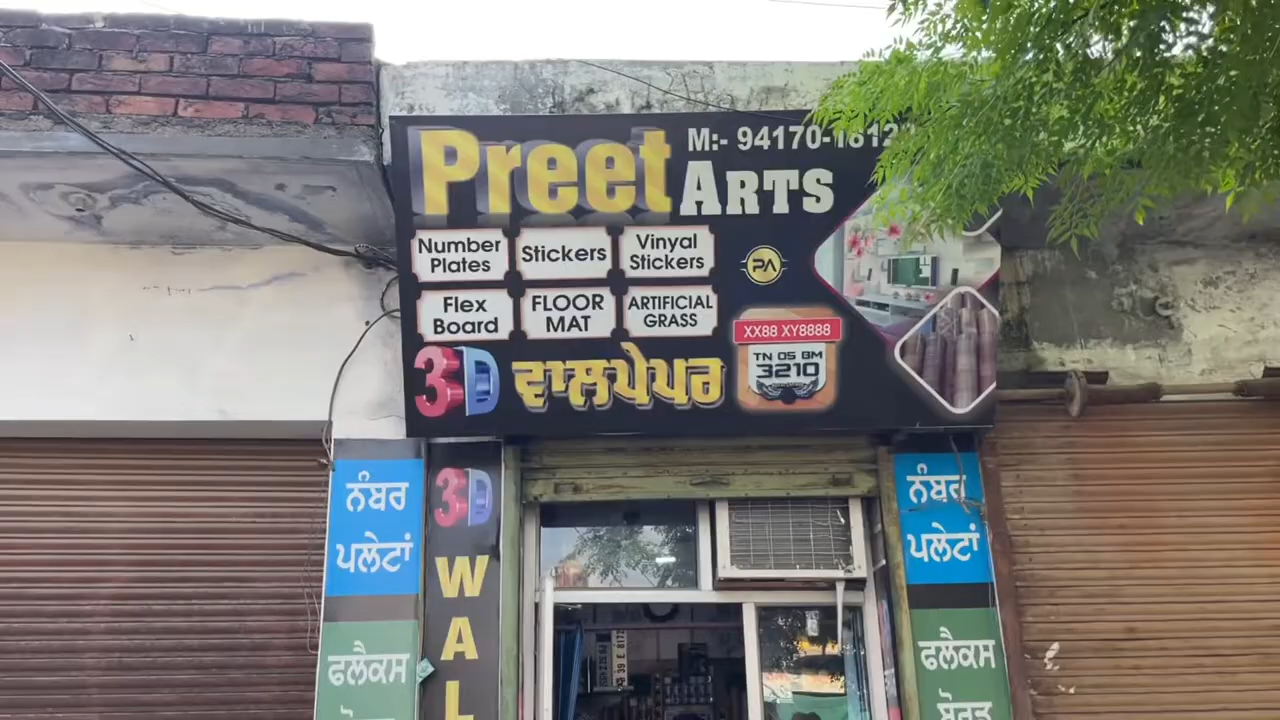 Preet
M:- 94170-1812
ARTS
Number
Plates
Stickers
Vinyal
Stickers
PA
Flex
Board
FLOOR
MAT
ARTIFICIAL
GRASS
XX88 XY8888
TN 05 BM
3210
3D ਵਾਲਪੇਪਰ
ਨੰਬਰ
ਪਲੇਟਾਂ
ਫਲੈਕਸ
3D
W
A
L
ਨੰਬਰ
ਪਲੇਟਾਂ
ਫਲੈਕਸ
ਬੋਰਡ